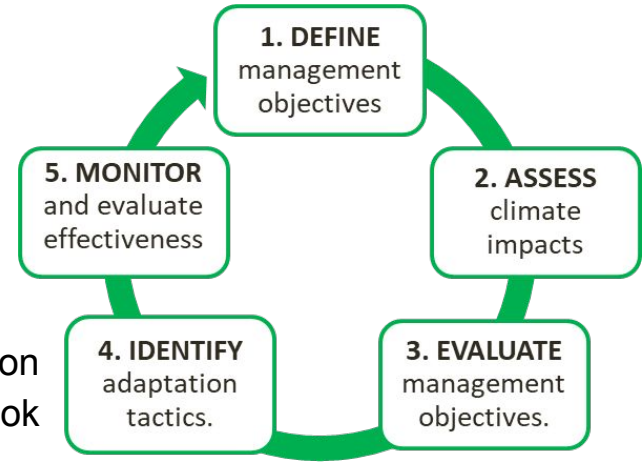 1. DEFINE
management
objectives
2. ASSESS
climate
impacts
3. EVALUATE
management
objectives.
4. IDENTIFY
adaptation
tactics.
5. MONITOR
and evaluate
effectiveness
on
ok